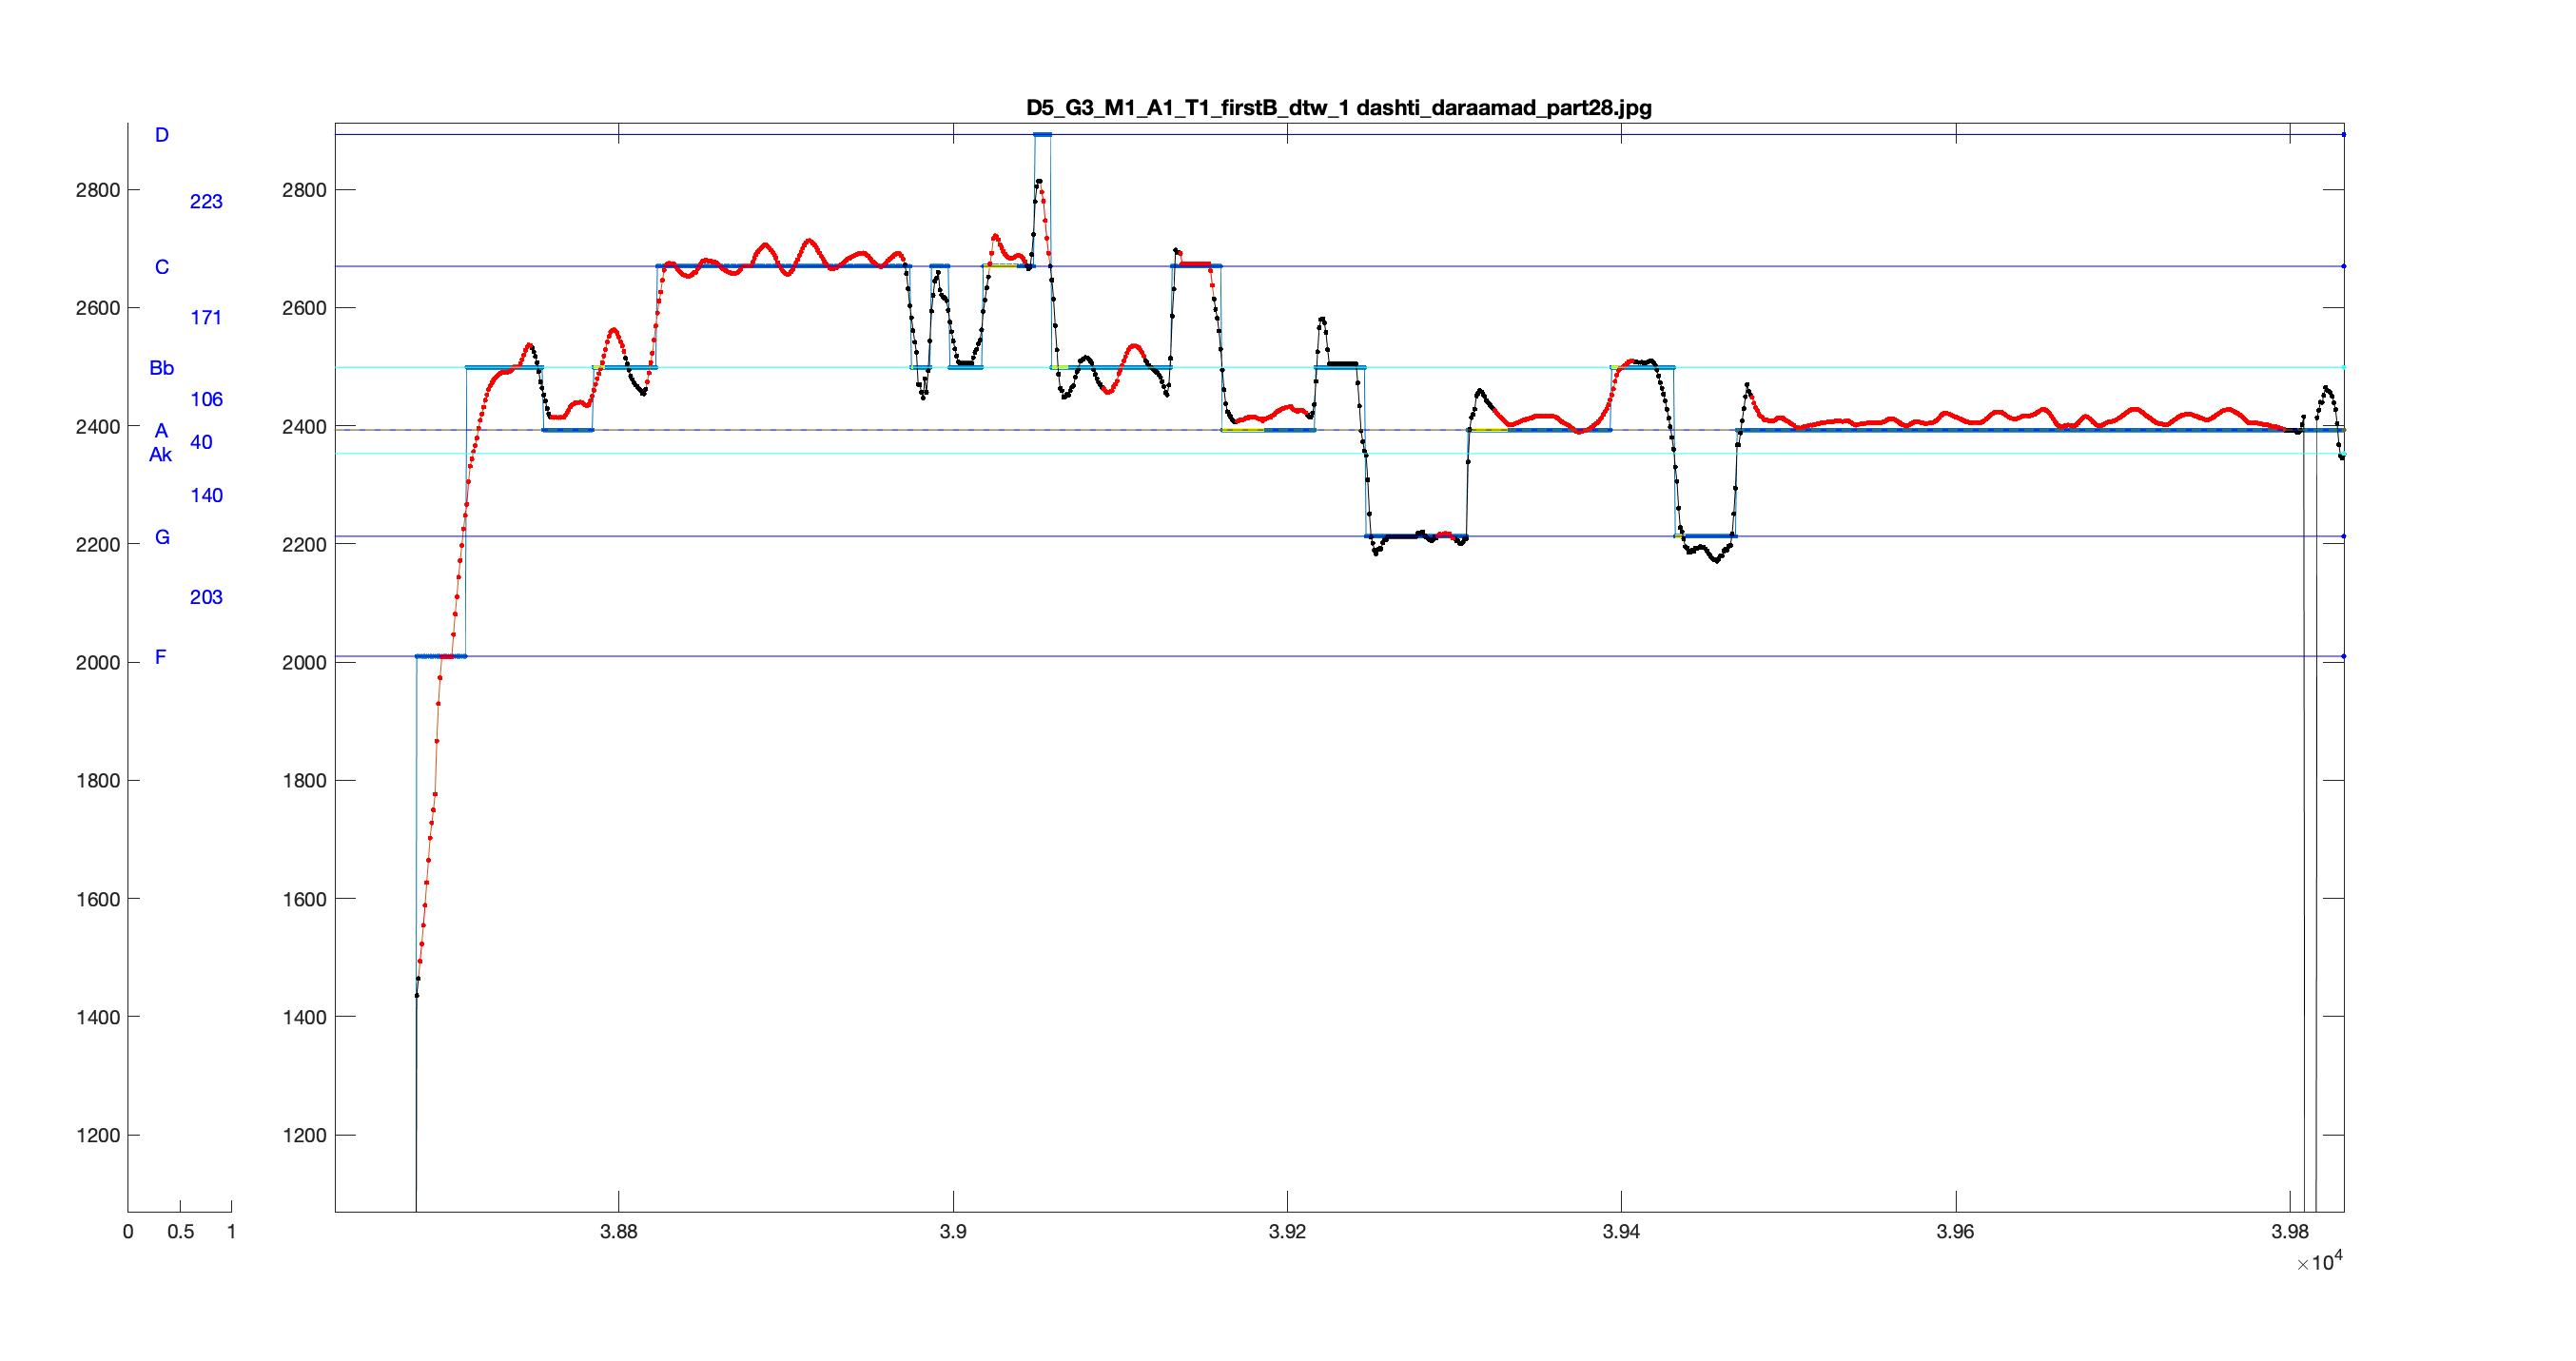 D5_G3_M1_A1_T1_firstB_dtw_1 dashti_daraamad_part28.jpg
D
2800 223 2800
C
2600 171 2600
Bb
106
2400 A 2400
40
Ak
140
G
2200 2200
203
F
2000 2000
1800 1800
1600 1600
1400 1400
1200 1200
0 0.5 1 3.88 3.9 3.92 3.94 3.96 3.98
×10^4